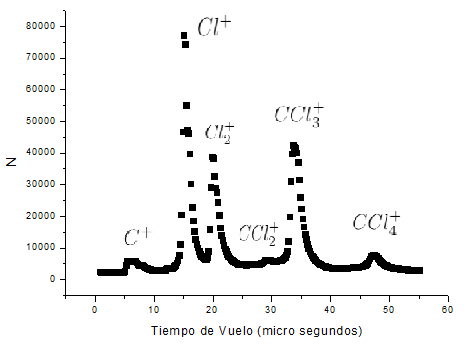 80000
70000
60000
50000
40000
30000
20000
10000
0
N
Cl⁺
Cl₂⁺
CCl₃⁺
C⁺
CCl₂⁺
CCl₄⁺
0 10 20 30 40 50 60
Tiempo de Vuelo (micro segundos)